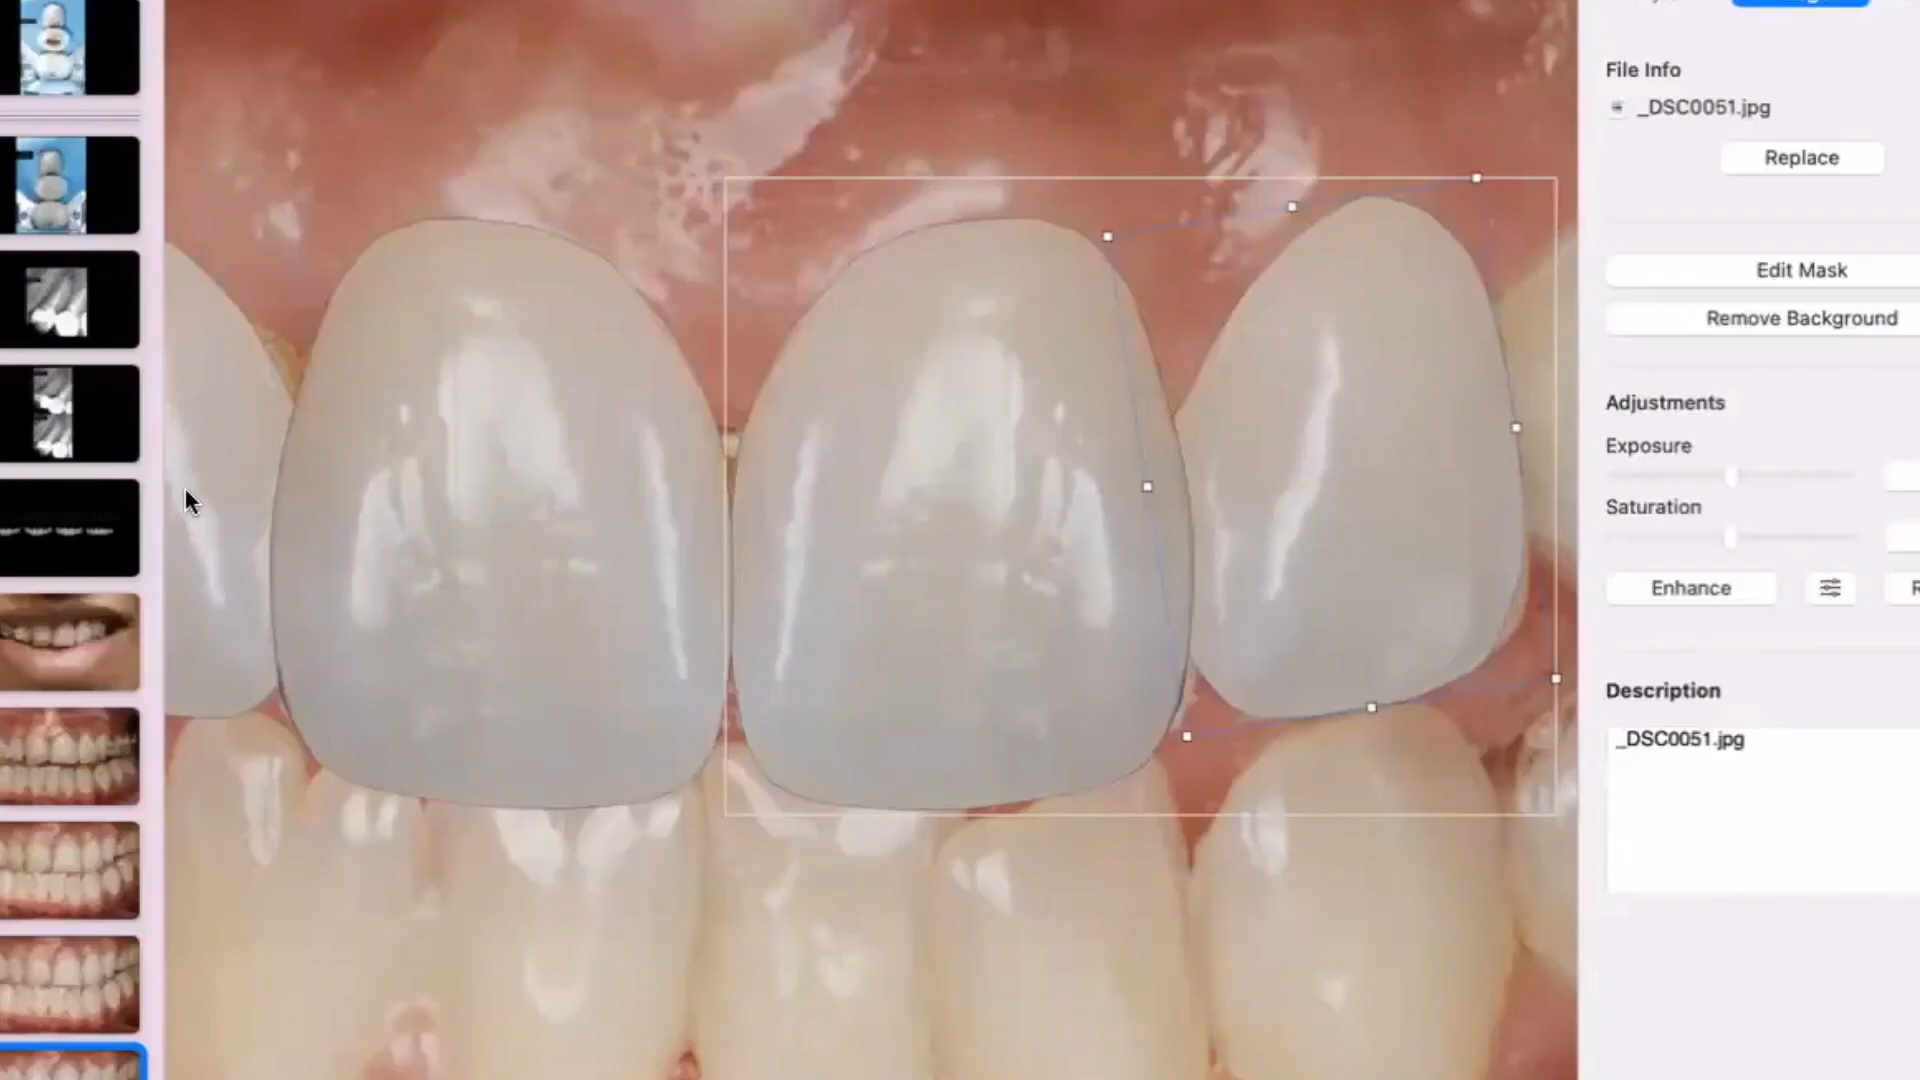 File Info
_DSC0051.jpg
Replace
Edit Mask
Remove Background
Adjustments
Exposure
Saturation
Enhance
Description
_DSC0051.jpg